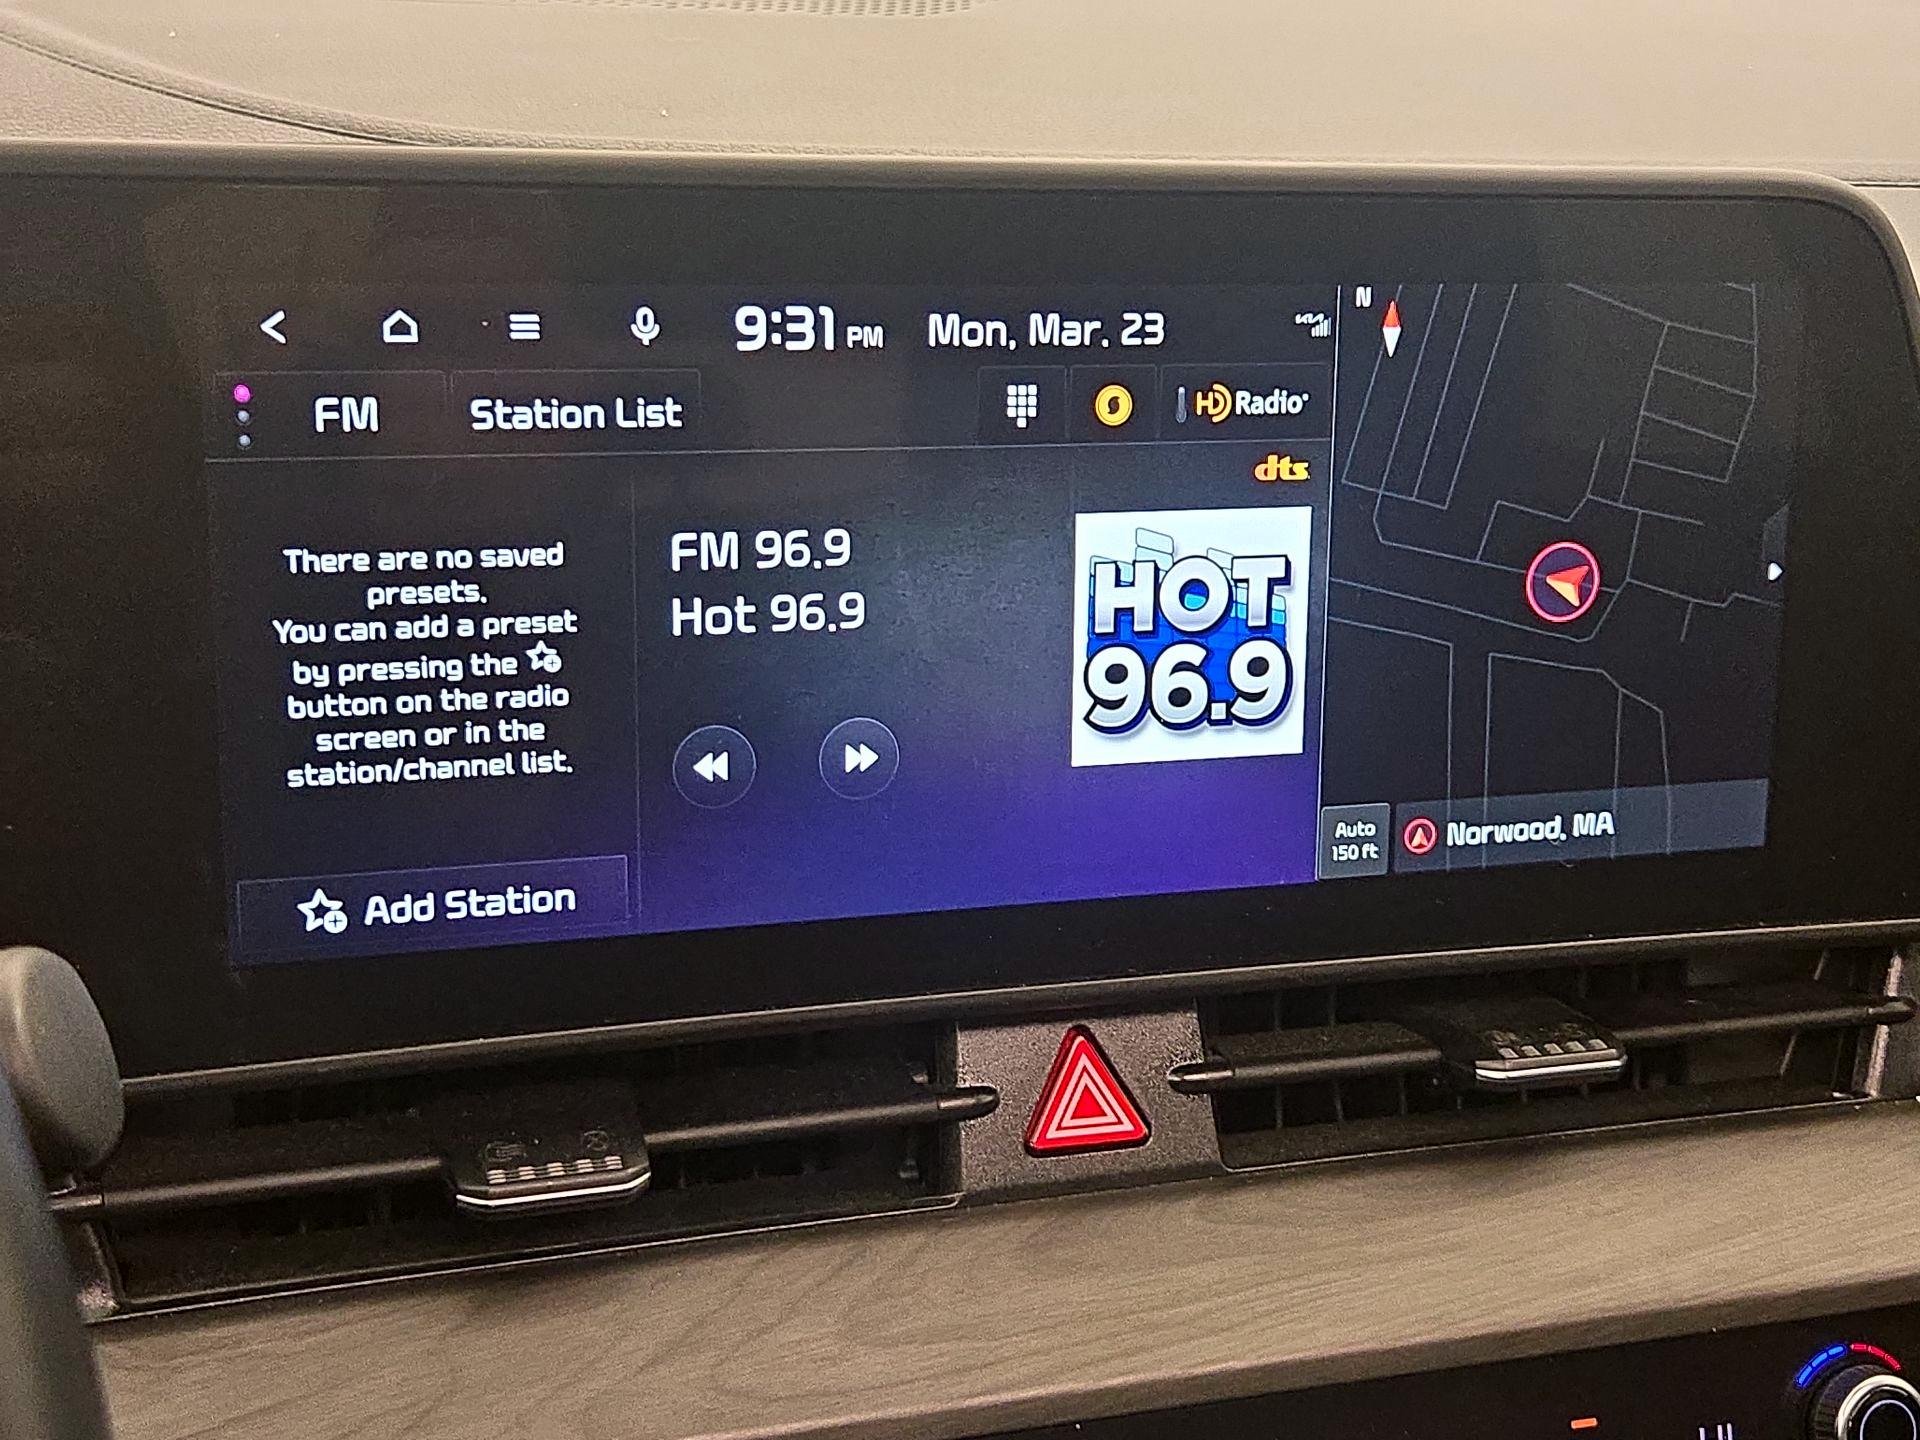 9:31 PM
Mon, Mar. 23
N
FM
Station List
HD Radio
dts
There are no saved
presets.
You can add a preset
by pressing the
button on the radio
screen or in the
station/channel list.
Add Station
FM 96.9
Hot 96.9
HOT
96.9
Auto
150 ft
Norwood, MA